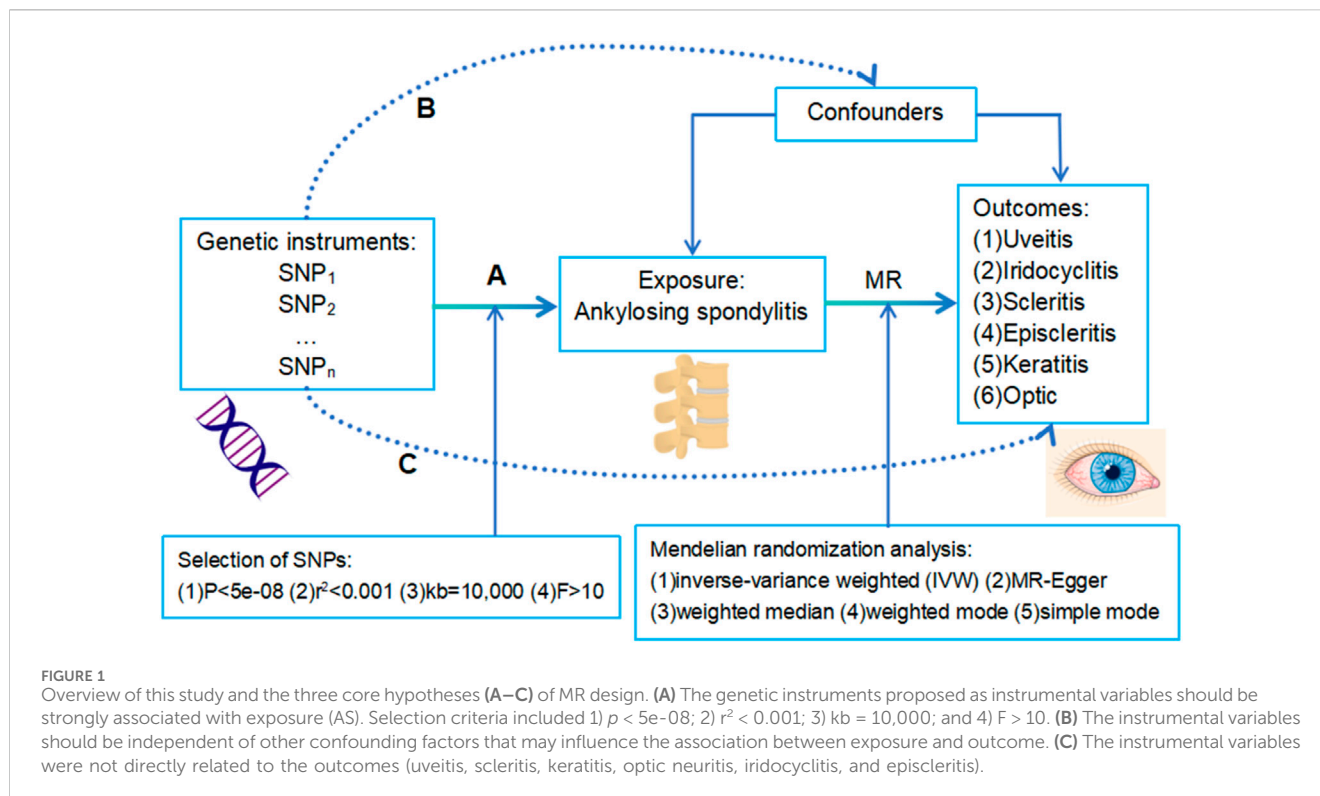 B
Confounders
Genetic instruments:
SNP₁
SNP₂
...
SNPₙ
A
Exposure:
Ankylosing spondylitis
MR
Outcomes:
(1)Uveitis
(2)Iridocyclitis
(3)Scleritis
(4)Episcleritis
(5)Keratitis
(6)Optic
C
Selection of SNPs:
(1)P<5e-08 (2)r²<0.001 (3)kb=10,000 (4)F>10
Mendelian randomization analysis:
(1)inverse-variance weighted (IVW) (2)MR-Egger
(3)weighted median (4)weighted mode (5)simple mode
FIGURE 1
Overview of this study and the three core hypotheses (A–C) of MR design. (A) The genetic instruments proposed as instrumental variables should be
strongly associated with exposure (AS). Selection criteria included 1) p < 5e-08; 2) r² < 0.001; 3) kb = 10,000; and 4) F > 10. (B) The instrumental variables
should be independent of other confounding factors that may influence the association between exposure and outcome. (C) The instrumental variables
were not directly related to the outcomes (uveitis, scleritis, keratitis, optic neuritis, iridocyclitis, and episcleritis).